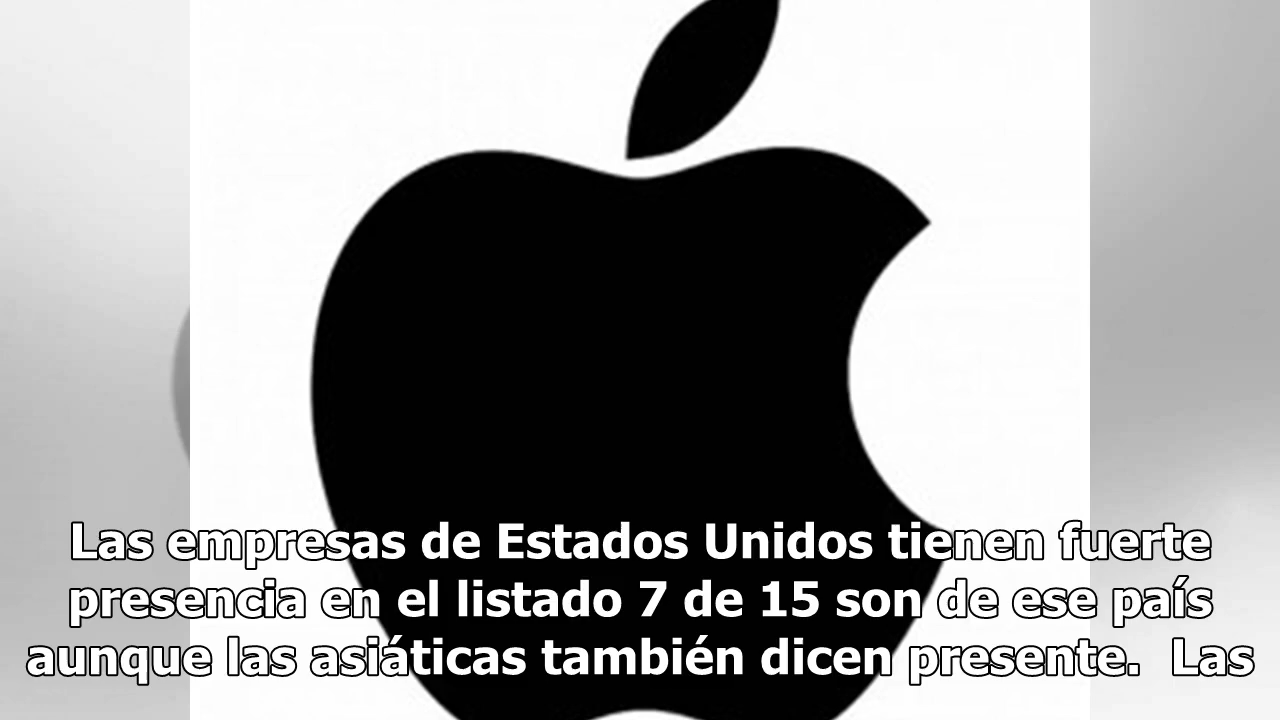 Las empresas de Estados Unidos tienen fuerte
presencia en el listado 7 de 15 son de ese país
aunque las asiáticas también dicen presente.  Las